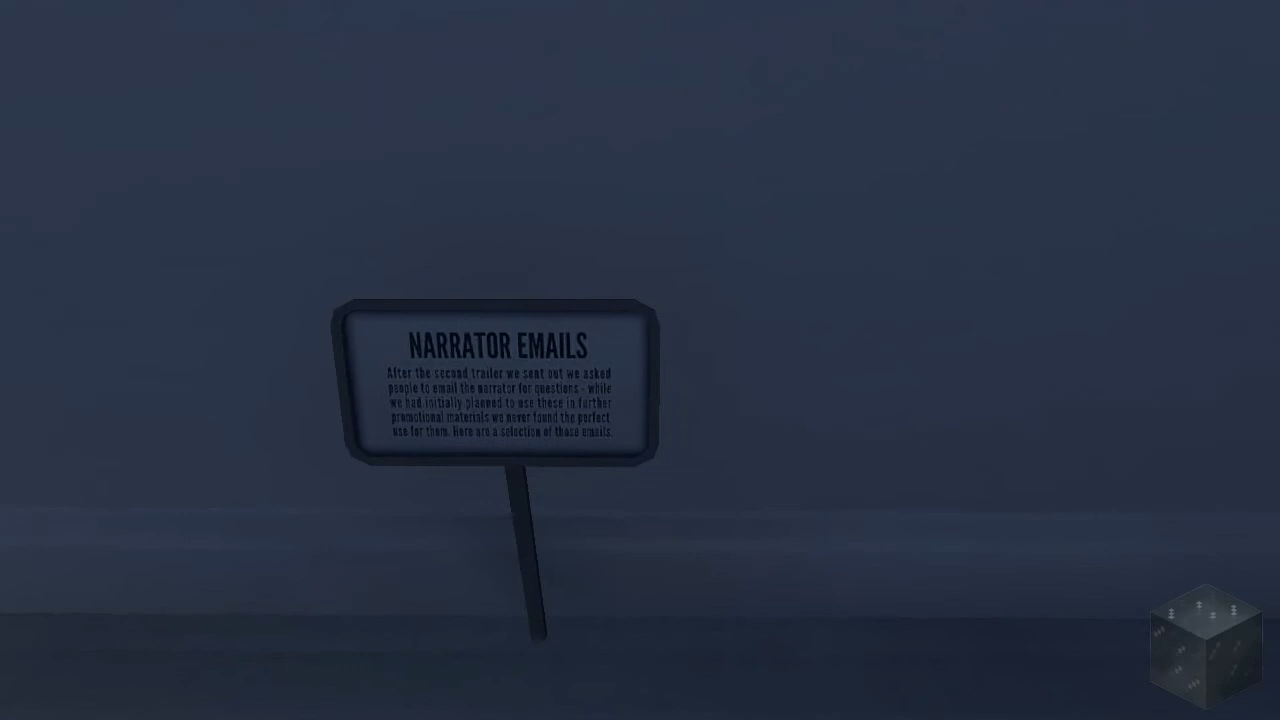 NARRATOR EMAILS
After the second trailer we sent out we asked
people to email the narrator for questions - while
we had initially planned to use these in further
promotional materials we never found the perfect
use for them. Here are a selection of those emails.